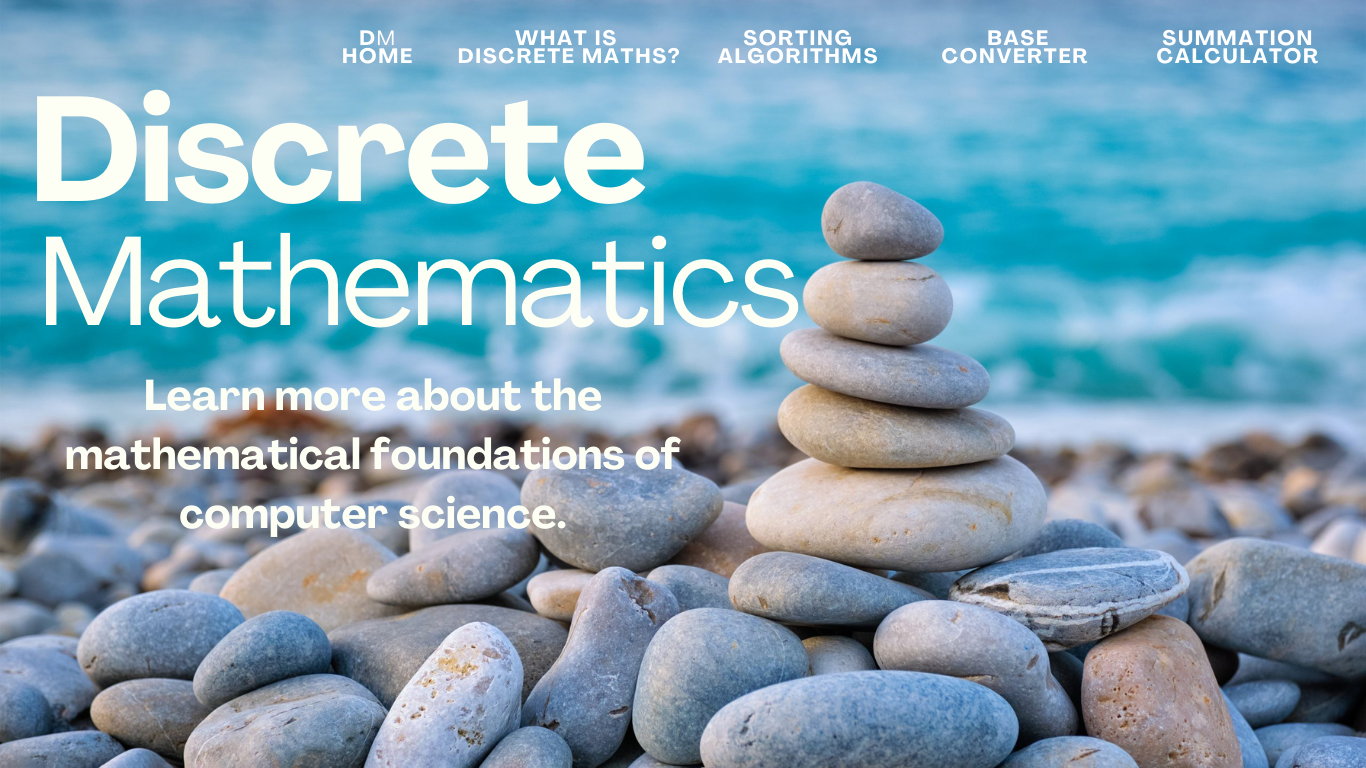 DM
HOME
WHAT IS
DISCRETE MATHS?
SORTING
ALGORITHMS
BASE
CONVERTER
SUMMATION
CALCULATOR
Discrete
Mathematics
Learn more about the
mathematical foundations of
computer science.